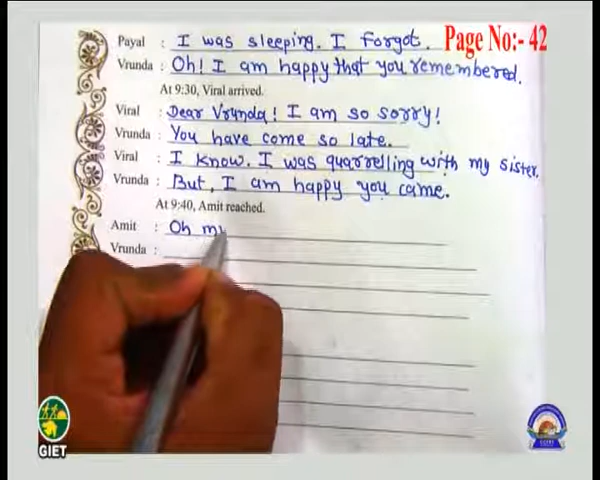 Payal : I was sleeping. I forgot. Page No:- 42
Vrunda : Oh! I am happy that you remembered.
At 9:30, Viral arrived.
Viral : Dear Vrunda! I am so sorry!
Vrunda : You have come so late.
Viral : I know. I was quarrelling with my sister.
Vrunda : But, I am happy you came.
At 9:40, Amit reached.
Amit : Oh my
Vrunda :
GIET